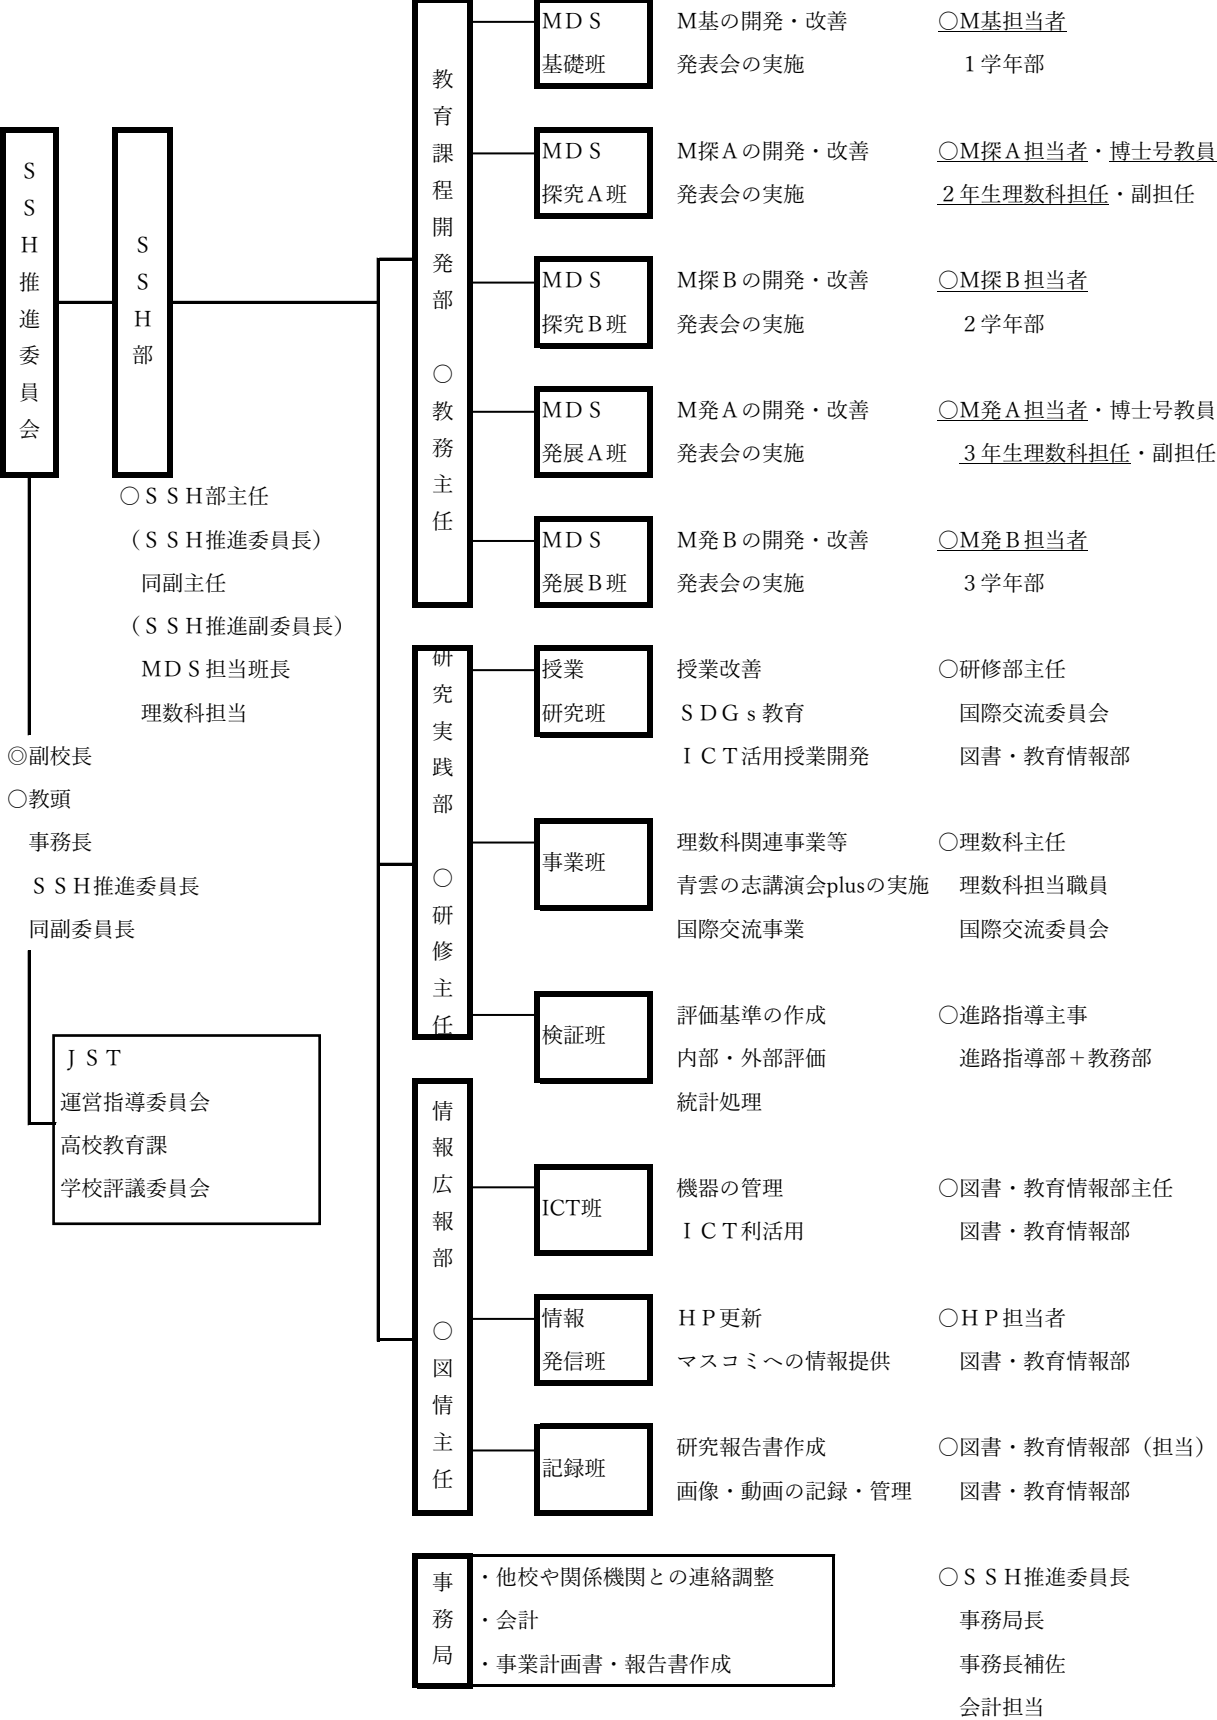 ＳＳＨ推進委員会
◎副校長
○教頭
事務長
ＳＳＨ推進委員長
同副委員長
ＪＳＴ
運営指導委員会
高校教育課
学校評議委員会
ＳＳＨ部
○ＳＳＨ部主任
（ＳＳＨ推進委員長）
同副主任
（ＳＳＨ推進副委員長）
ＭＤＳ担当班長
理数科担当
教育課程開発部　○教務主任
ＭＤＳ　Ｍ基の開発・改善　○Ｍ基担当者
基礎班　発表会の実施　１学年部
ＭＤＳ　Ｍ探Ａの開発・改善　○Ｍ探Ａ担当者・博士号教員
探究Ａ班　発表会の実施　２年生理数科担任・副担任
ＭＤＳ　Ｍ探Ｂの開発・改善　○Ｍ探Ｂ担当者
探究Ｂ班　発表会の実施　２学年部
ＭＤＳ　Ｍ発Ａの開発・改善　○Ｍ発Ａ担当者・博士号教員
発展Ａ班　発表会の実施　３年生理数科担任・副担任
ＭＤＳ　Ｍ発Ｂの開発・改善　○Ｍ発Ｂ担当者
発展Ｂ班　発表会の実施　３学年部
研究実践部　○研修主任
授業　授業改善　○研修部主任
研究班　ＳＤＧｓ教育　国際交流委員会
ＩＣＴ活用授業開発　図書・教育情報部
事業班　理数科関連事業等　○理数科主任
青雲の志講演会plusの実施　理数科担当職員
国際交流事業　国際交流委員会
検証班　評価基準の作成　○進路指導主事
内部・外部評価　進路指導部＋教務部
統計処理
情報広報部　○図情主任
ICT班　機器の管理　○図書・教育情報部主任
ＩＣＴ利活用　図書・教育情報部
情報　ＨＰ更新　○ＨＰ担当者
発信班　マスコミへの情報提供　図書・教育情報部
記録班　研究報告書作成　○図書・教育情報部（担当）
画像・動画の記録・管理　図書・教育情報部
事務局
・他校や関係機関との連絡調整　○ＳＳＨ推進委員長
・会計　事務局長
・事業計画書・報告書作成　事務長補佐
会計担当